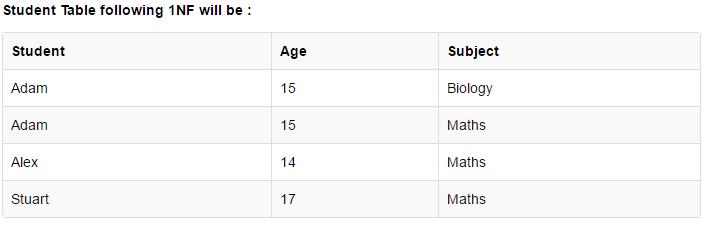 Student Table following 1NF will be :
Student Age Subject
Adam 15 Biology
Adam 15 Maths
Alex 14 Maths
Stuart 17 Maths